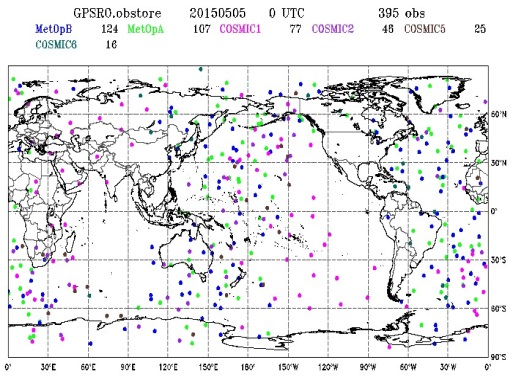 GPSRO.obstore 20150505 0 UTC 395 obs
MetOpB 124 MetOpA 107 COSMIC1 77 COSMIC2 46 COSMIC5 25
COSMIC6 16
60°N
30°N
0°
30°S
60°S
90°S
0° 30°E 60°E 90°E 120°E 150°E 180° 150°W 120°W 90°W 60°W 30°W 0°